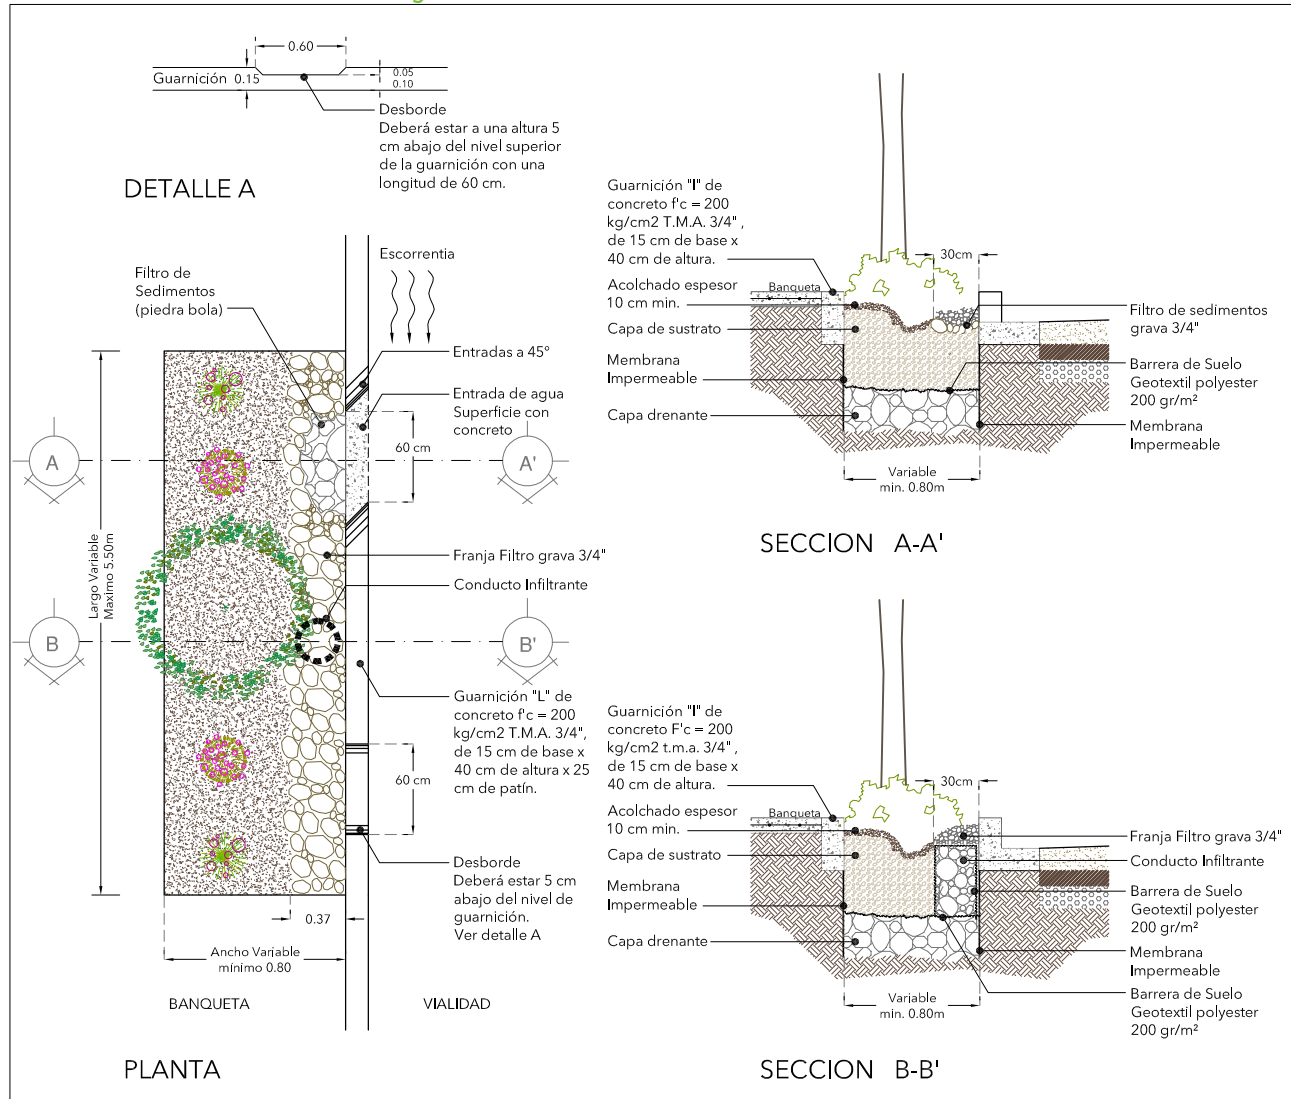 0.60
Guarnición 0.15
0.05
0.10
Desborde
Deberá estar a una altura 5
cm abajo del nivel superior
de la guarnición con una
longitud de 60 cm.
DETALLE A
Escorrentia
Filtro de
Sedimentos
(piedra bola)
Entradas a 45°
Entrada de agua
Superficie con
concreto
60 cm
A
A'
Largo Variable
Maximo 5.50m
Franja Filtro grava 3/4"
Conducto Infiltrante
B
B'
Guarnición "L" de
concreto f'c = 200
kg/cm2 T.M.A. 3/4",
de 15 cm de base x
40 cm de altura x 25
cm de patín.
60 cm
Desborde
Deberá estar 5 cm
abajo del nivel de
guarnición.
Ver detalle A
0.37
Ancho Variable
mínimo 0.80
BANQUETA
VIALIDAD
PLANTA
Guarnición "I" de
concreto f'c = 200
kg/cm2 T.M.A. 3/4" ,
de 15 cm de base x
40 cm de altura.
30cm
Banqueta
Acolchado espesor
10 cm min.
Capa de sustrato
Membrana
Impermeable
Capa drenante
Filtro de sedimentos
grava 3/4"
Barrera de Suelo
Geotextil polyester
200 gr/m²
Membrana
Impermeable
Variable
min. 0.80m
SECCION A-A'
Guarnición "I" de
concreto F'c = 200
kg/cm2 t.m.a. 3/4" ,
de 15 cm de base x
40 cm de altura.
30cm
Banqueta
Acolchado espesor
10 cm min.
Capa de sustrato
Membrana
Impermeable
Capa drenante
Franja Filtro grava 3/4"
Conducto Infiltrante
Barrera de Suelo
Geotextil polyester
200 gr/m²
Membrana
Impermeable
Barrera de Suelo
Geotextil polyester
200 gr/m²
Variable
min. 0.80m
SECCION B-B'